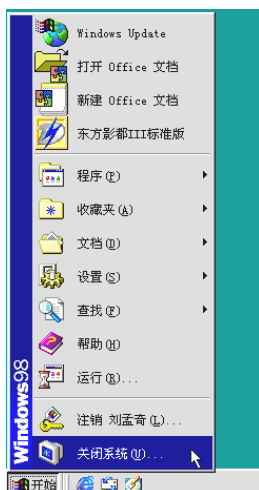 Windows Update
打开 Office 文档
新建 Office 文档
东方影都III标准版
程序(P)
收藏夹(A)
文档(D)
设置(S)
查找(F)
帮助(H)
运行(R)...
注销 刘孟奇(L)...
关闭系统(U)...
Windows98
开始